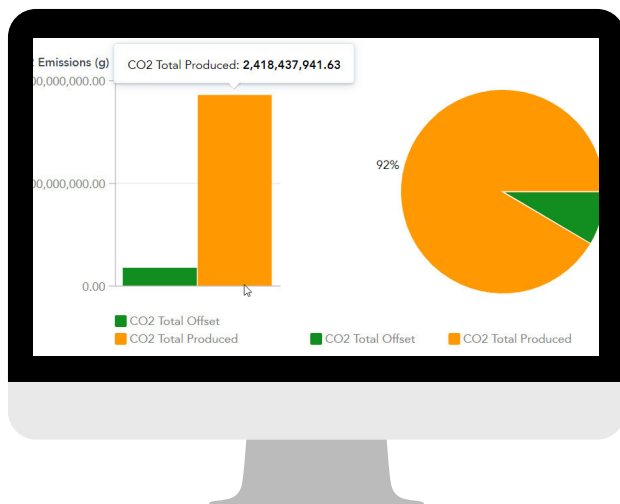 Emissions (g)
CO2 Total Produced: 2,418,437,941.63
00,000,000.00
00,000,000.00
0.00
92%
CO2 Total Offset
CO2 Total Produced
CO2 Total Offset CO2 Total Produced